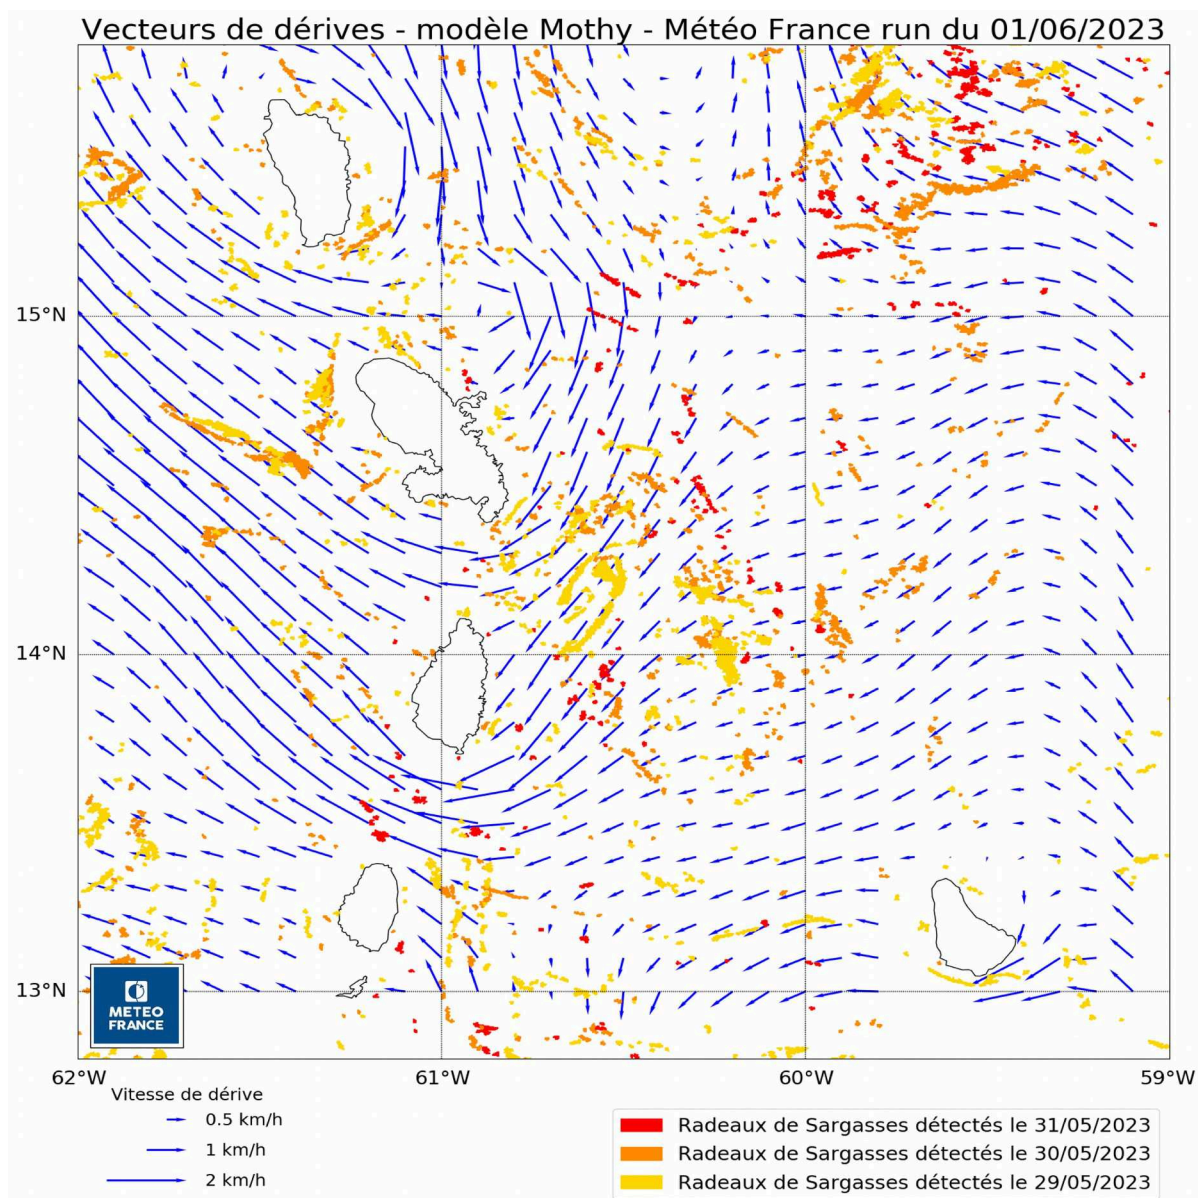 Vecteurs de dérives - modèle Mothy - Météo France run du 01/06/2023
15°N
14°N
13°N
METEO
FRANCE
62°W
61°W
60°W
59°W
Vitesse de dérive
0.5 km/h
1 km/h
2 km/h
Radeaux de Sargasses détectés le 31/05/2023
Radeaux de Sargasses détectés le 30/05/2023
Radeaux de Sargasses détectés le 29/05/2023